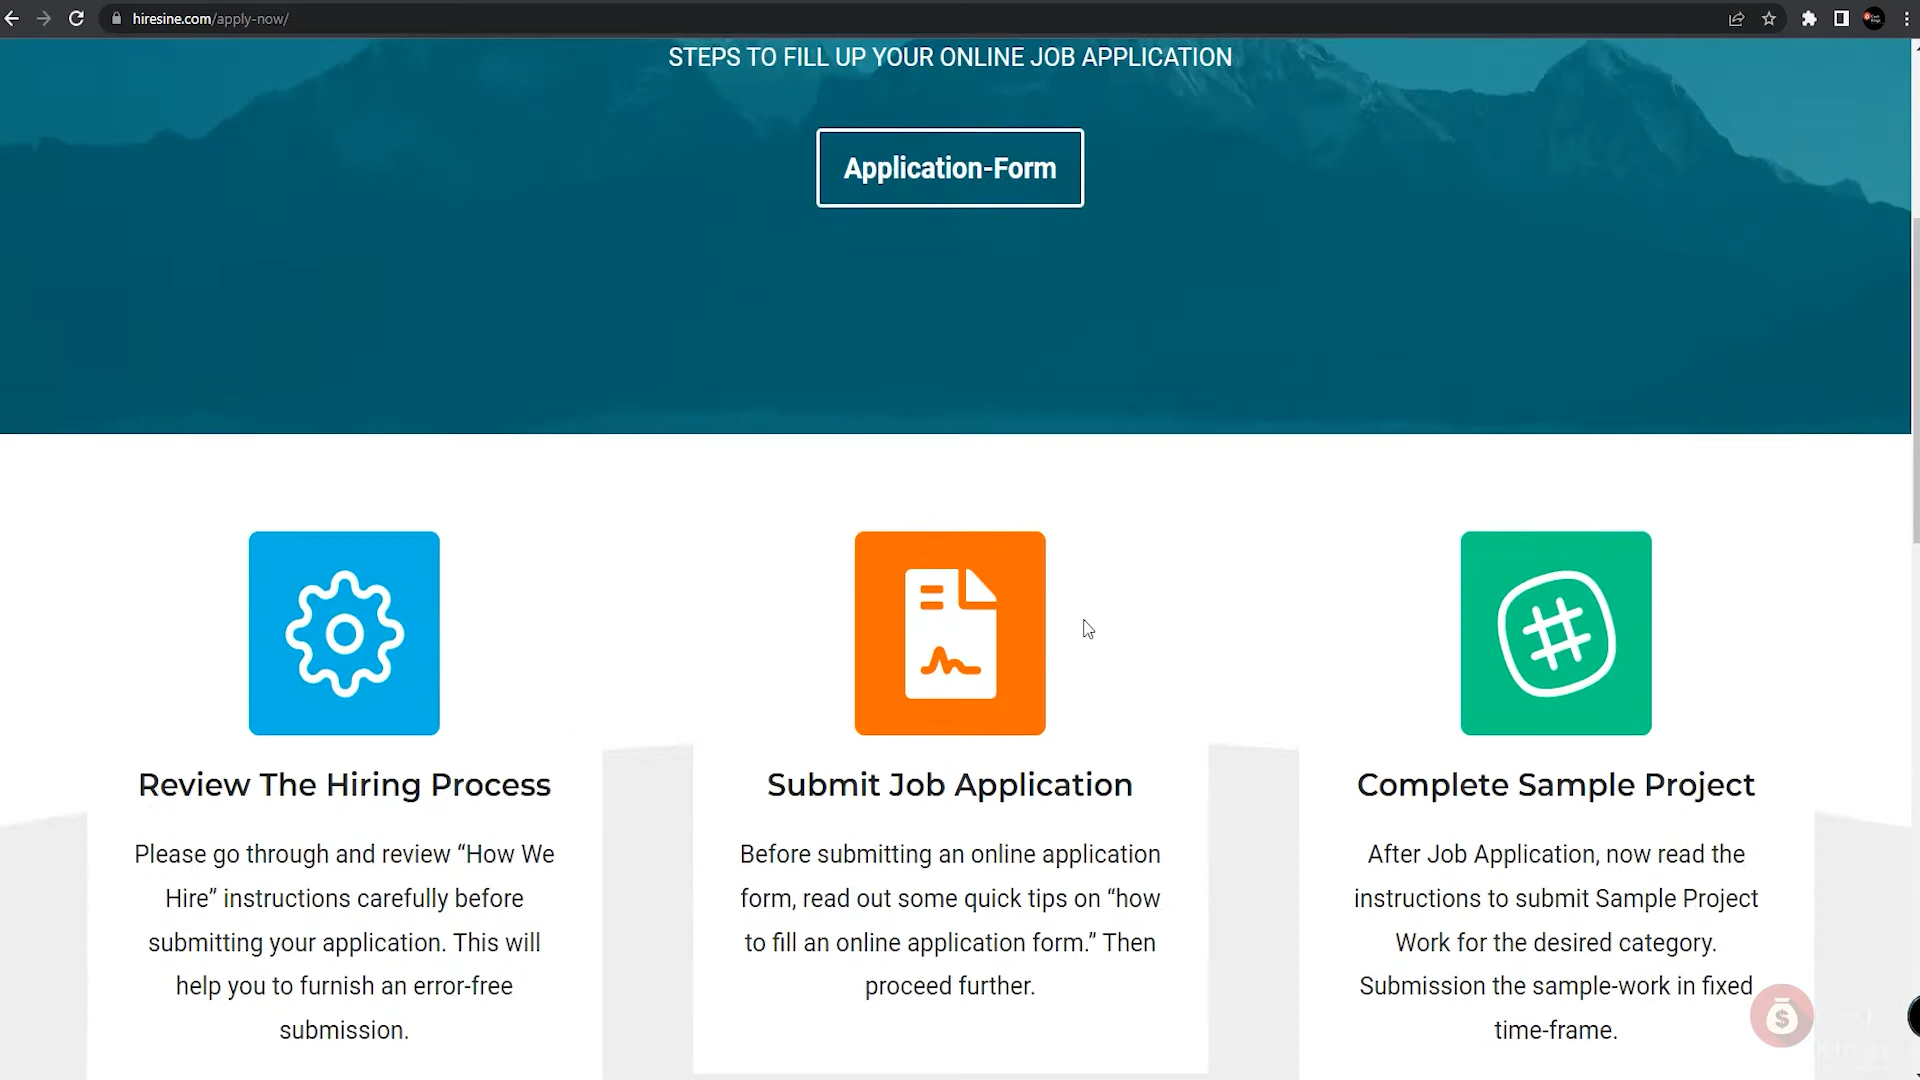 hiresine.com/apply-now/
STEPS TO FILL UP YOUR ONLINE JOB APPLICATION
Application-Form
Review The Hiring Process
Please go through and review “How We
Hire” instructions carefully before
submitting your application. This will
help you to furnish an error-free
submission.
Submit Job Application
Before submitting an online application
form, read out some quick tips on “how
to fill an online application form.” Then
proceed further.
Complete Sample Project
After Job Application, now read the
instructions to submit Sample Project
Work for the desired category.
Submission the sample-work in fixed
time-frame.
$